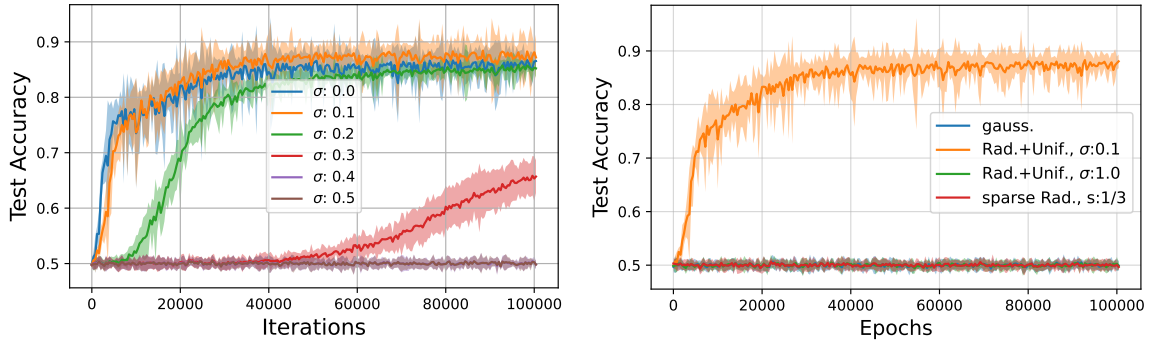 Test Accuracy
0.9
0.8
0.7
0.6
0.5
σ: 0.0
σ: 0.1
σ: 0.2
σ: 0.3
σ: 0.4
σ: 0.5
0 20000 40000 60000 80000 100000
Iterations
Test Accuracy
0.9
0.8
0.7
0.6
0.5
gauss.
Rad.+Unif., σ:0.1
Rad.+Unif., σ:1.0
sparse Rad., s:1/3
0 20000 40000 60000 80000 100000
Epochs